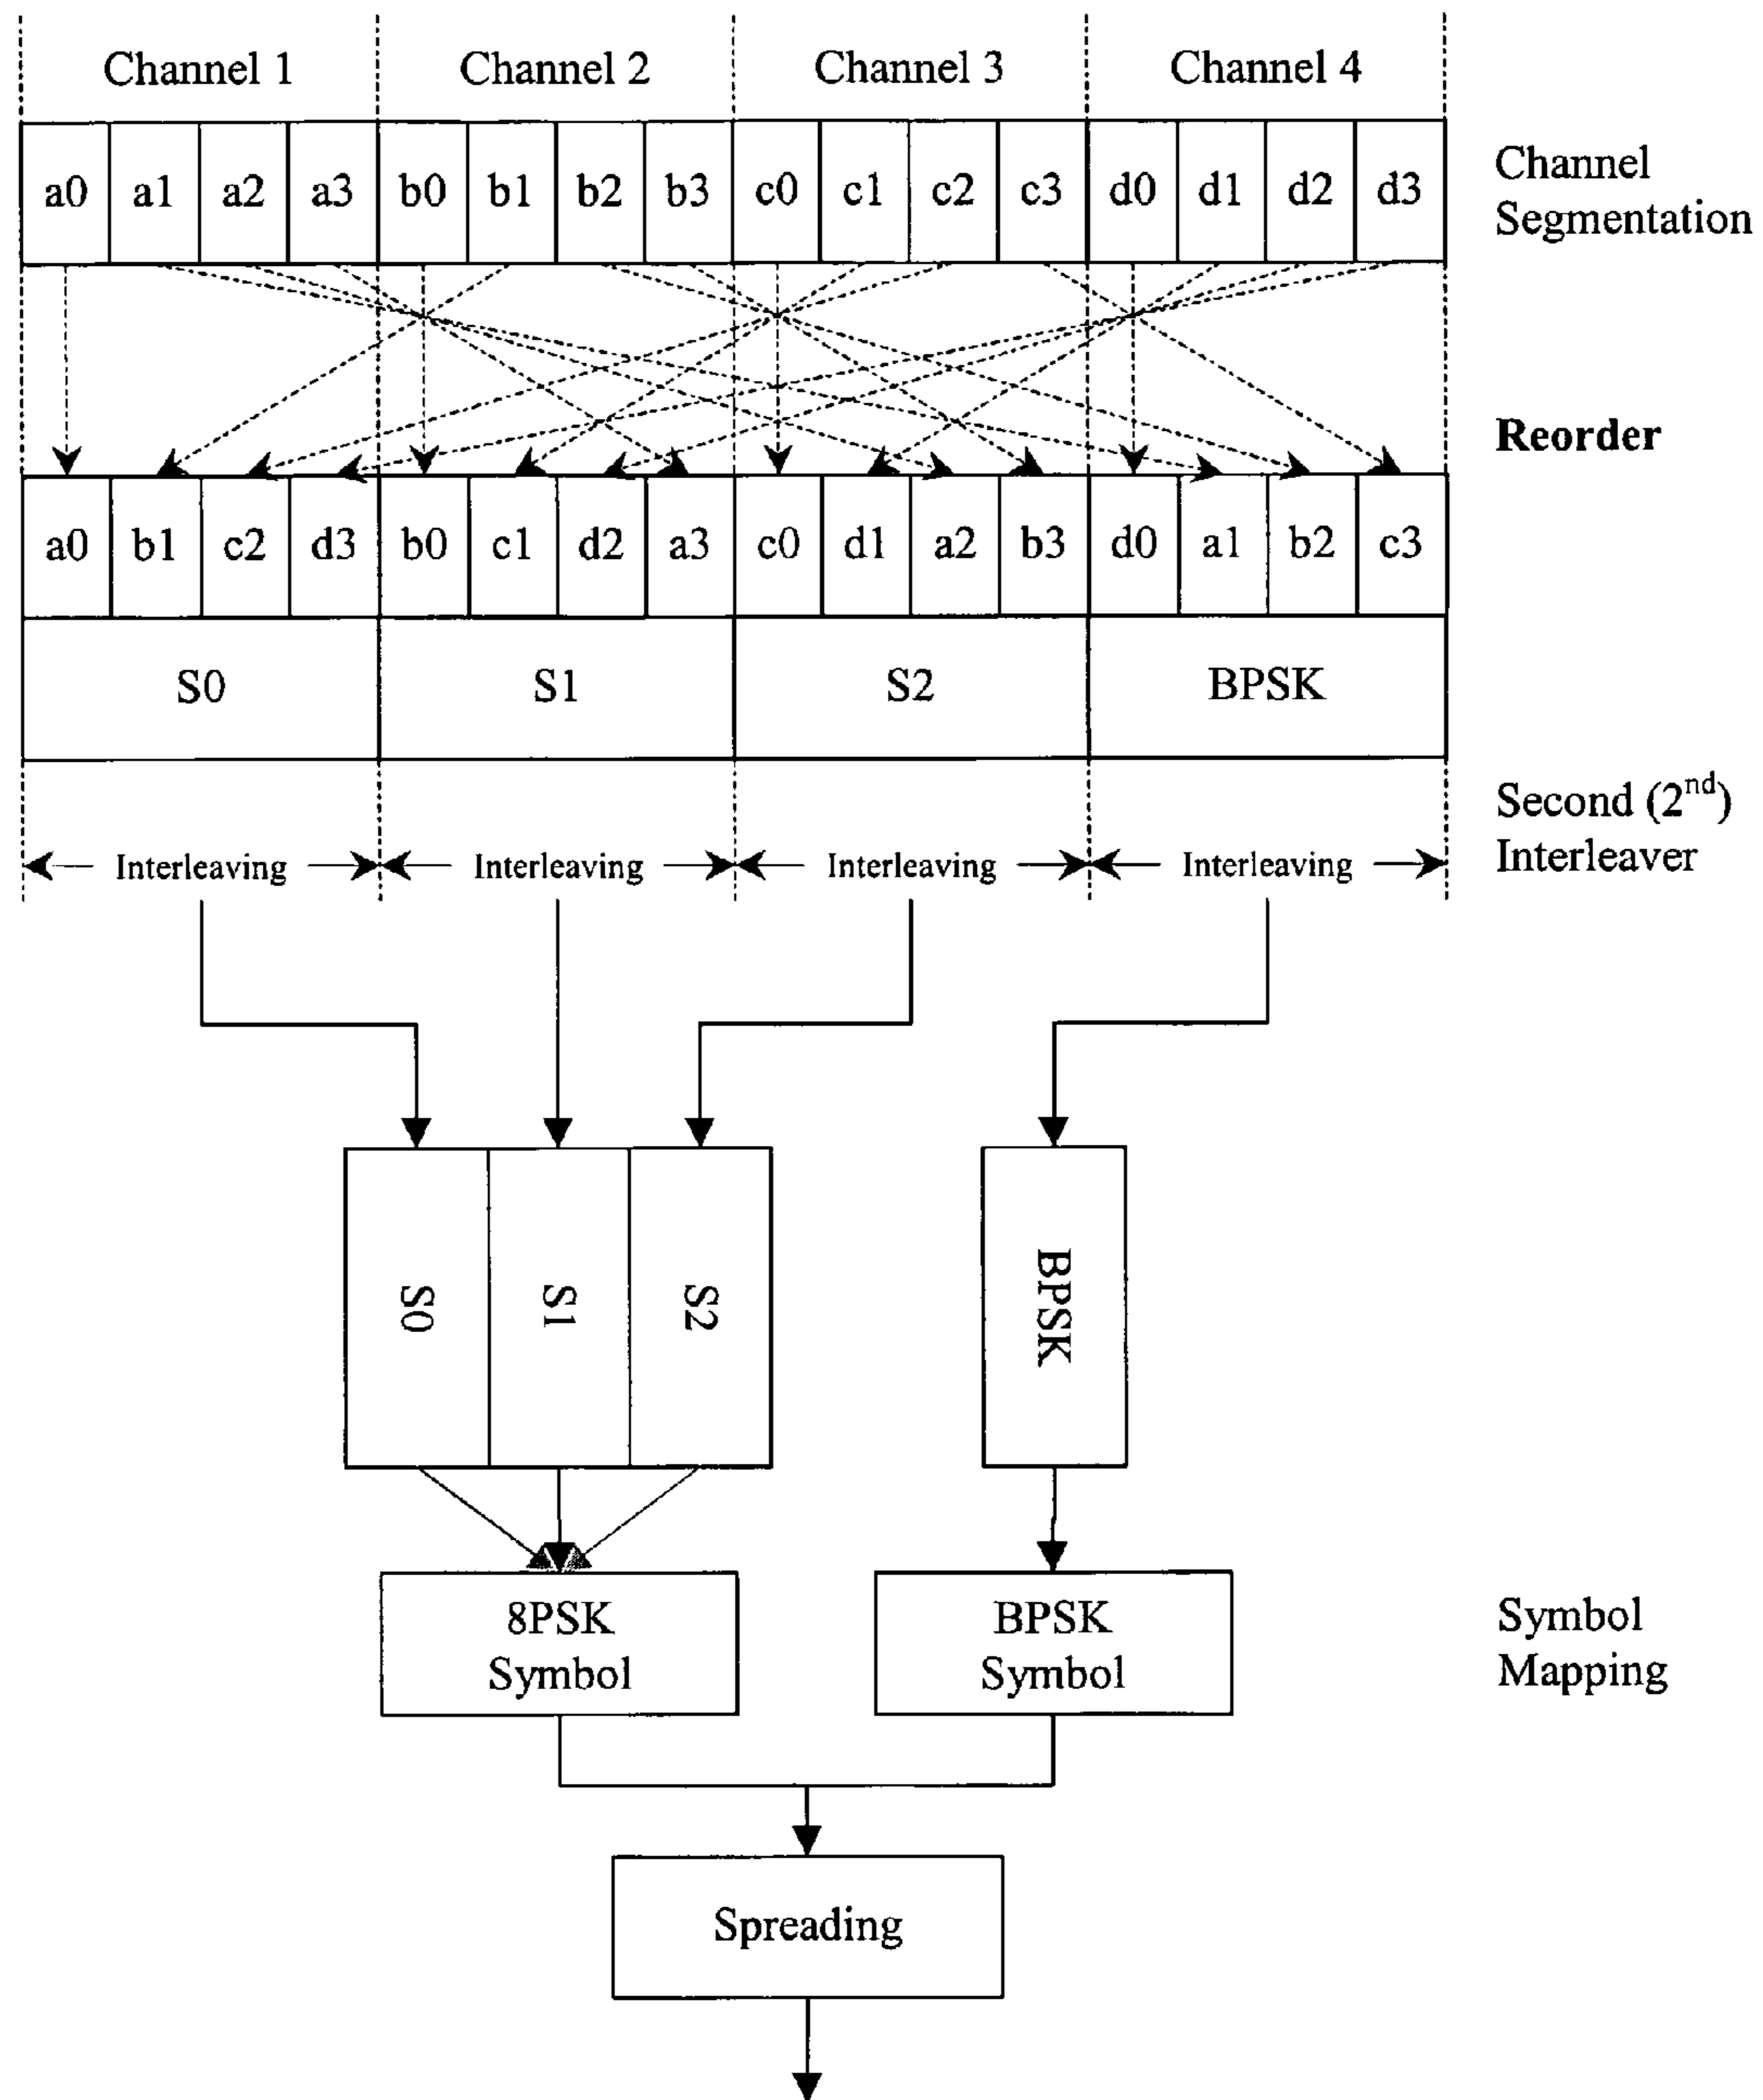 Channel 1 Channel 2 Channel 3 Channel 4
a0 a1 a2 a3 b0 b1 b2 b3 c0 c1 c2 c3 d0 d1 d2 d3
Channel
Segmentation
Reorder
a0 b1 c2 d3 b0 c1 d2 a3 c0 d1 a2 b3 d0 a1 b2 c3
S0 S1 S2 BPSK
Second (2nd)
Interleaver
Interleaving Interleaving Interleaving Interleaving
S0 S1 S2 BPSK
8PSK
Symbol
BPSK
Symbol
Symbol
Mapping
Spreading